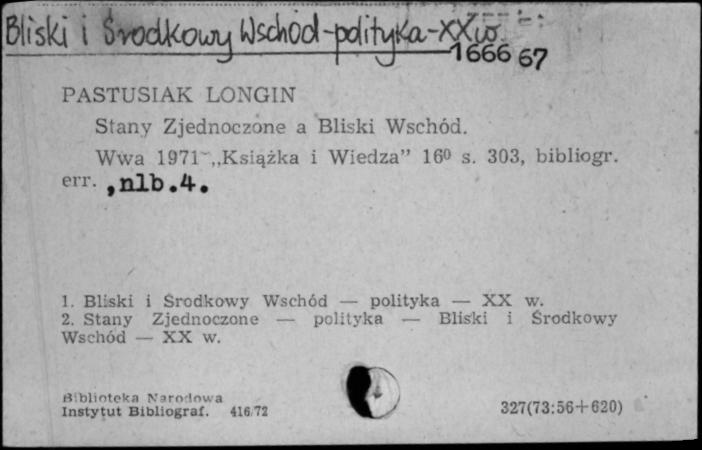 Bliski i Środkowy Wschód-polityka-XX w.
1666 67
PASTUSIAK LONGIN
Stany Zjednoczone a Bliski Wschód.
Wwa 1971 „Książka i Wiedza” 16⁰ s. 303, bibliogr.
err. ,nlb.4.
1. Bliski i Środkowy Wschód — polityka — XX w.
2. Stany Zjednoczone — polityka — Bliski i Środkowy
Wschód — XX w.
Biblioteka Narodowa
Instytut Bibliograf. 416/72
327(73:56+620)